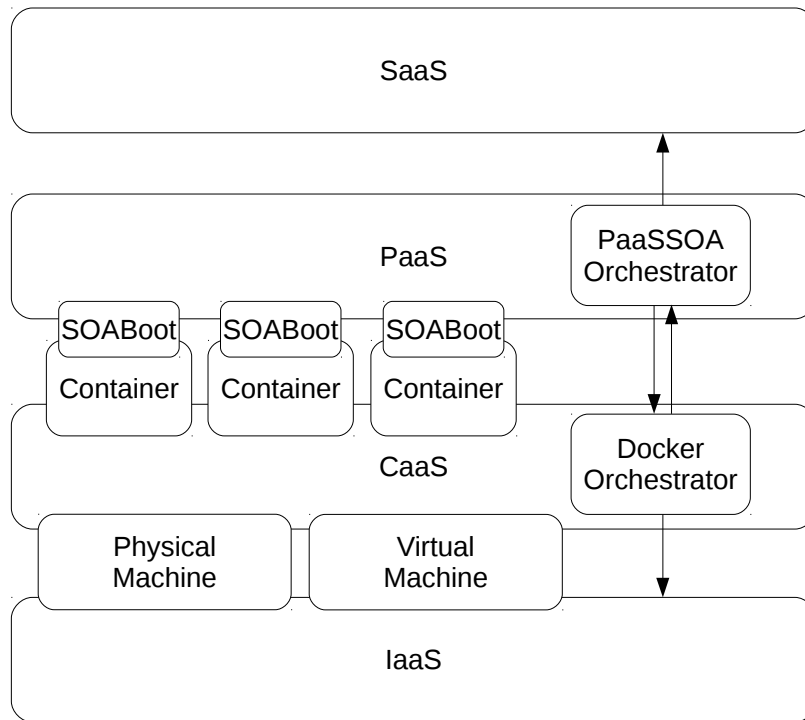 SaaS
PaaS
PaaSSOA
Orchestrator
SOABoot
SOABoot
SOABoot
Container
Container
Container
CaaS
Docker
Orchestrator
Physical
Machine
Virtual
Machine
IaaS